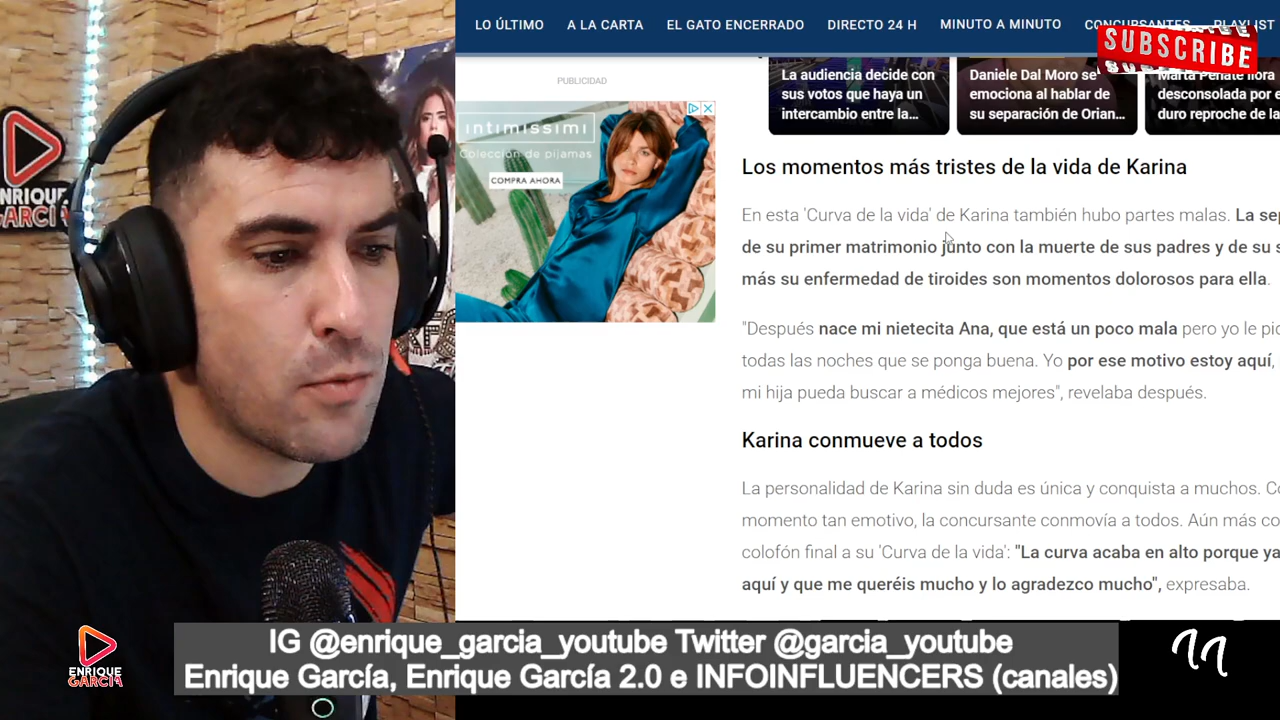 LO ÚLTIMO A LA CARTA EL GATO ENCERRADO DIRECTO 24 H MINUTO A MINUTO CONCURSANTES PLAYLIST
SUBSCRIBE
PUBLICIDAD
La audiencia decide con
sus votos que haya un
intercambio entre la...
Daniele Dal Moro se
emociona al hablar de
su separación de Orian...
Marta Peñate llora
desconsolada por e
duro reproche de la
intimissimi
Colección de pijamas
COMPRA AHORA
Los momentos más tristes de la vida de Karina
En esta 'Curva de la vida' de Karina también hubo partes malas. La se
de su primer matrimonio junto con la muerte de sus padres y de su s
más su enfermedad de tiroides son momentos dolorosos para ella.
"Después nace mi nietecita Ana, que está un poco mala pero yo le pid
todas las noches que se ponga buena. Yo por ese motivo estoy aquí,
mi hija pueda buscar a médicos mejores", revelaba después.
Karina conmueve a todos
La personalidad de Karina sin duda es única y conquista a muchos. Co
momento tan emotivo, la concursante conmovía a todos. Aún más co
colofón final a su 'Curva de la vida': "La curva acaba en alto porque ya
aquí y que me queréis mucho y lo agradezco mucho", expresaba.
ENRIQUE
GARCÍA
IG @enrique_garcia_youtube Twitter @garcia_youtube
Enrique García, Enrique García 2.0 e INFOINFLUENCERS (canales)
ENRIQUE
GARCÍA